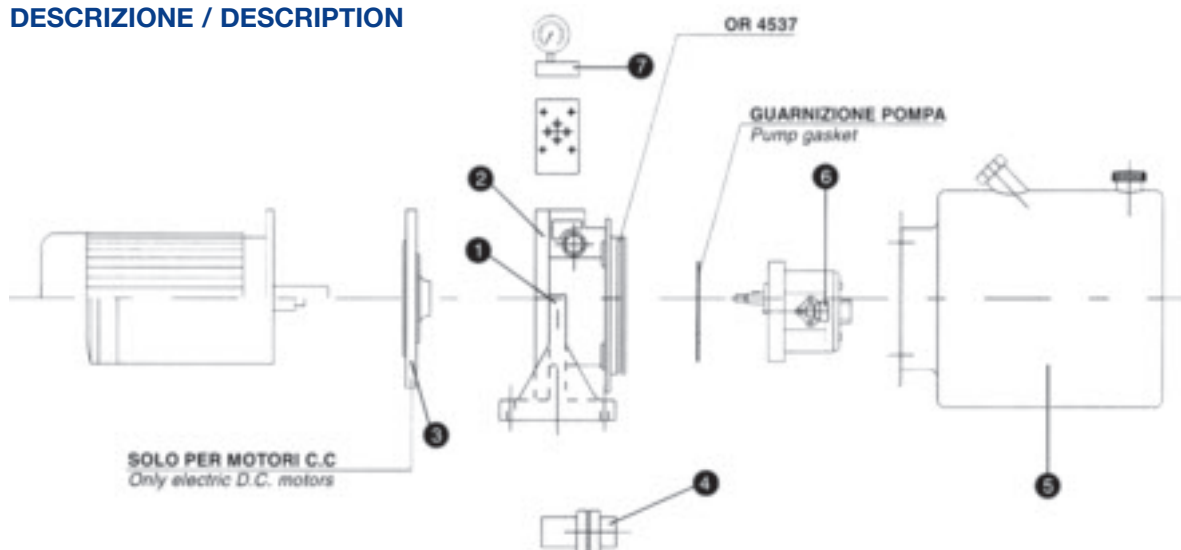 DESCRIZIONE / DESCRIPTION
OR 4537
7
GUARNIZIONE POMPA
Pump gasket
2
6
1
3
SOLO PER MOTORI C.C
Only electric D.C. motors
4
5